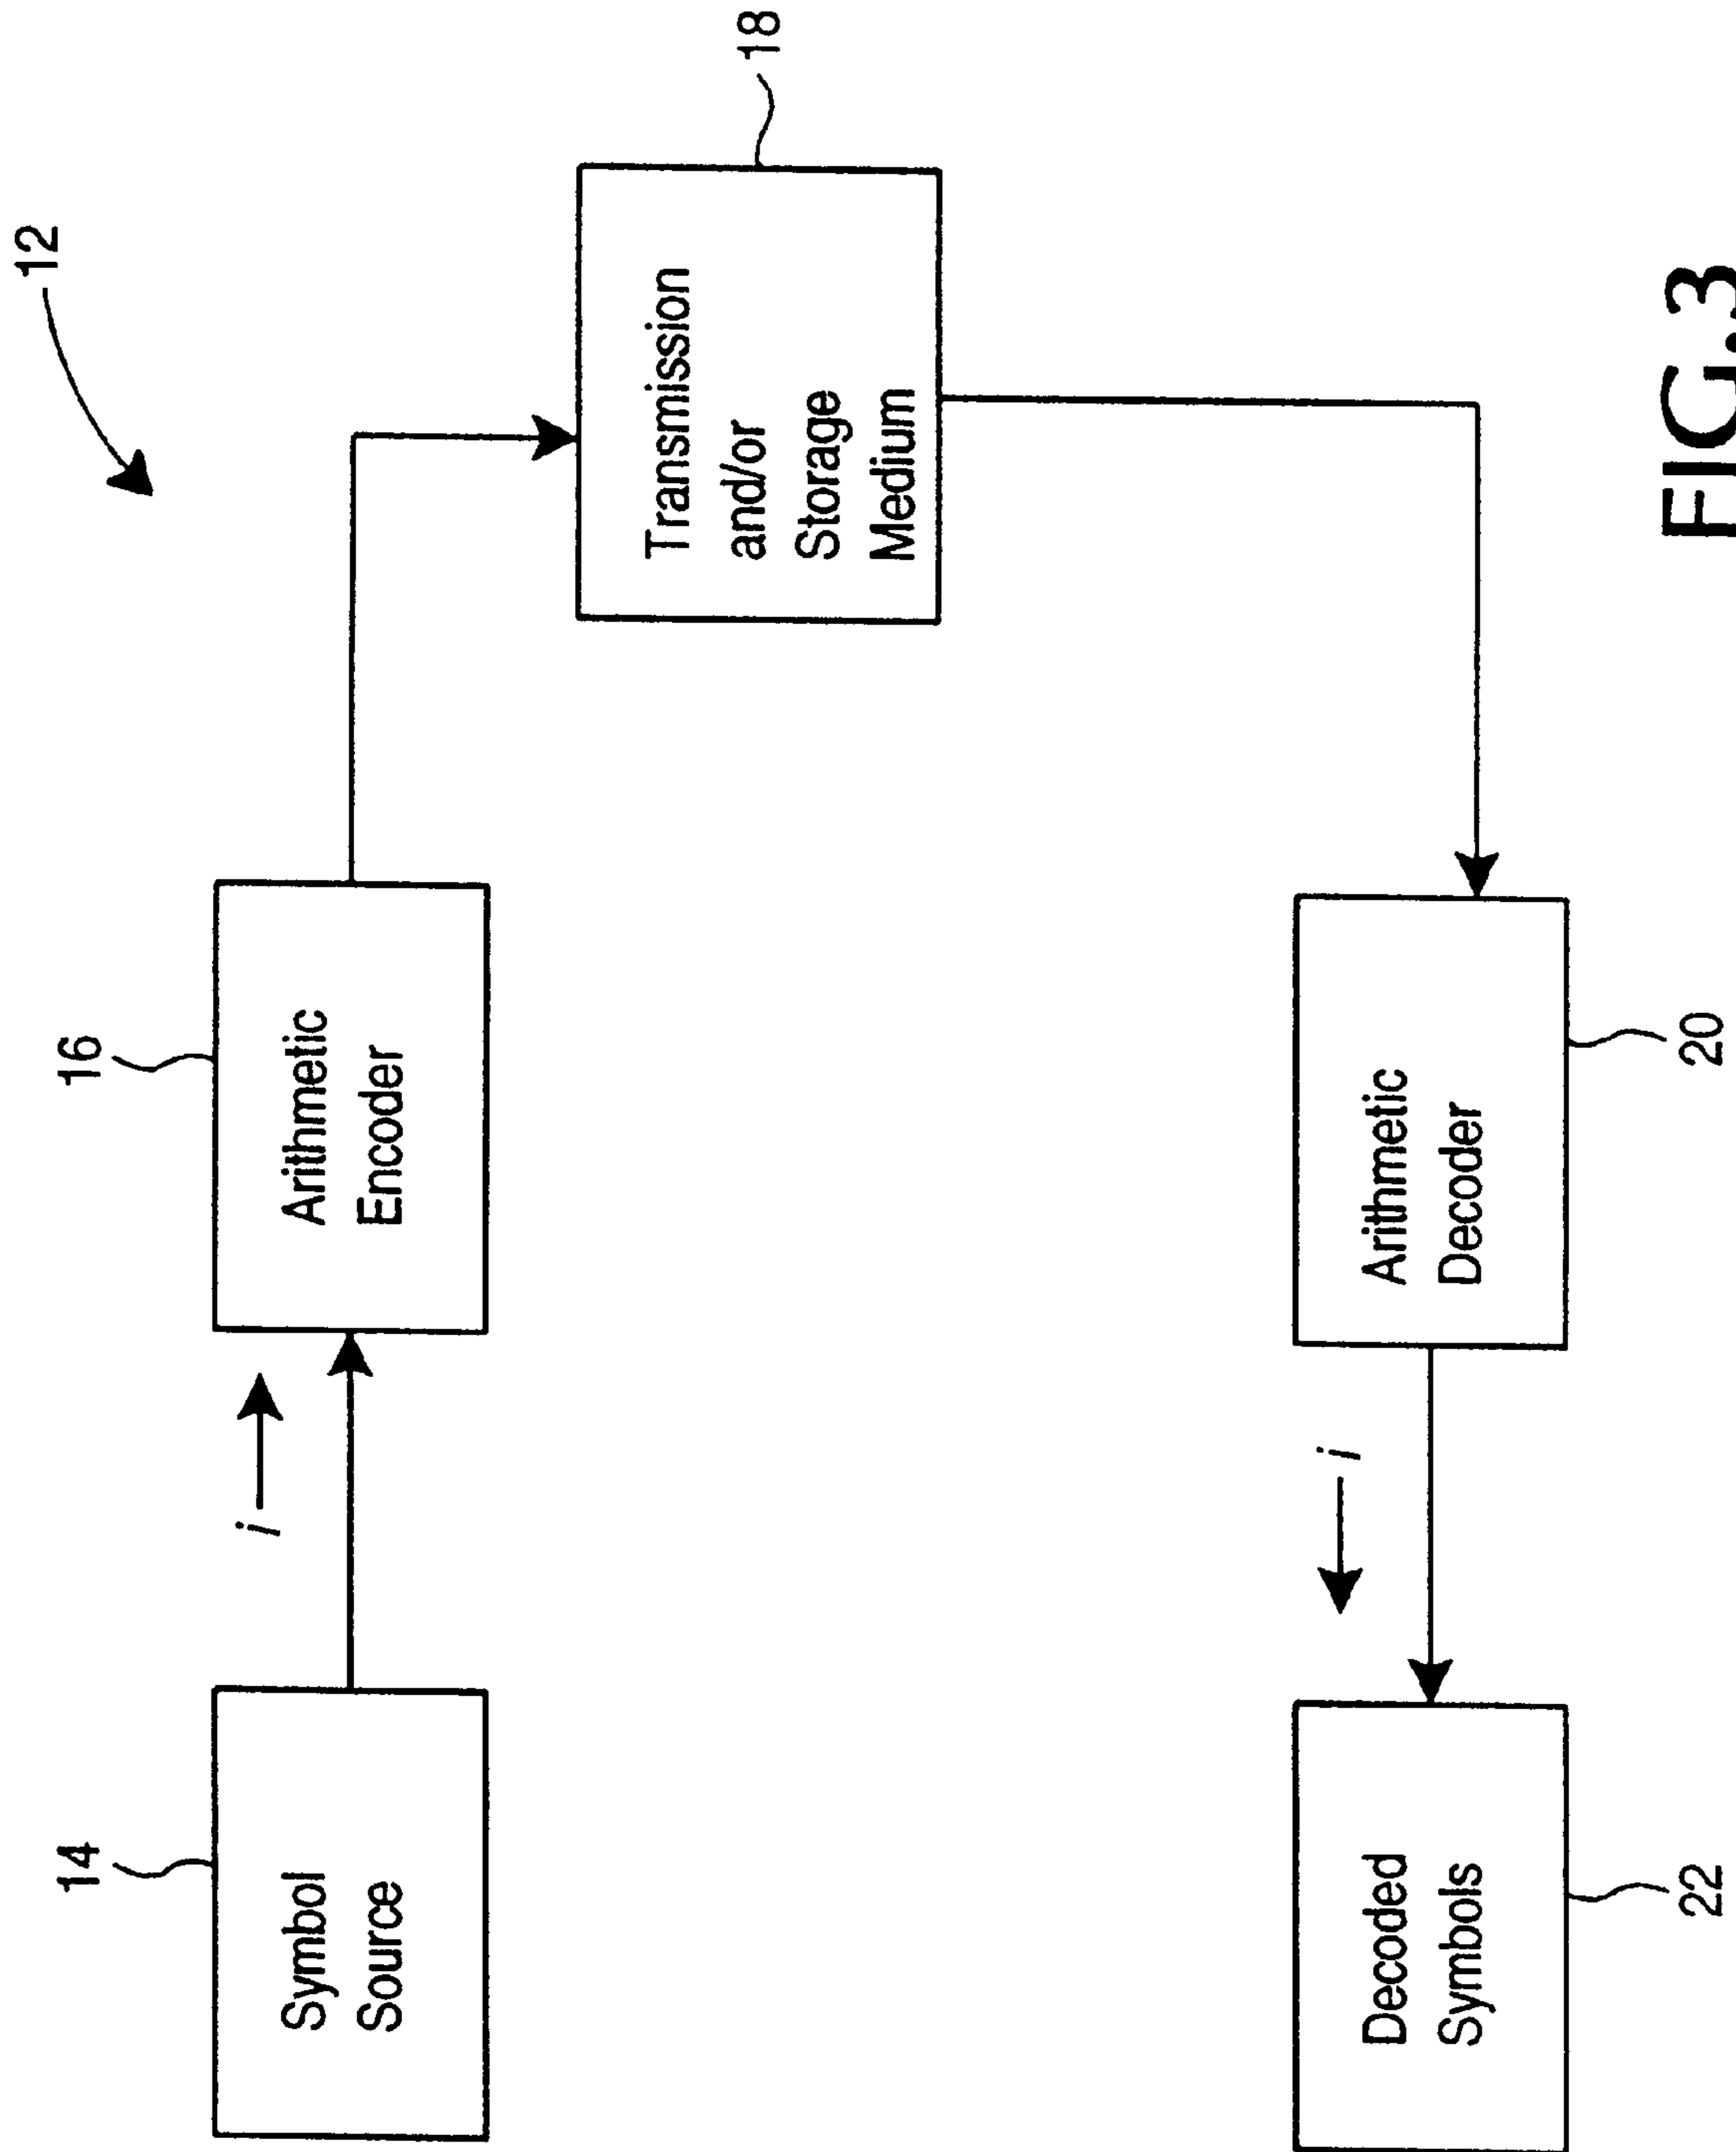 12
14
Symbol
Source
i
16
Arithmetic
Encoder
18
Transmission
and/or
Storage
Medium
Decoded
Symbols
22
i
Arithmetic
Decoder
20
FIG.3